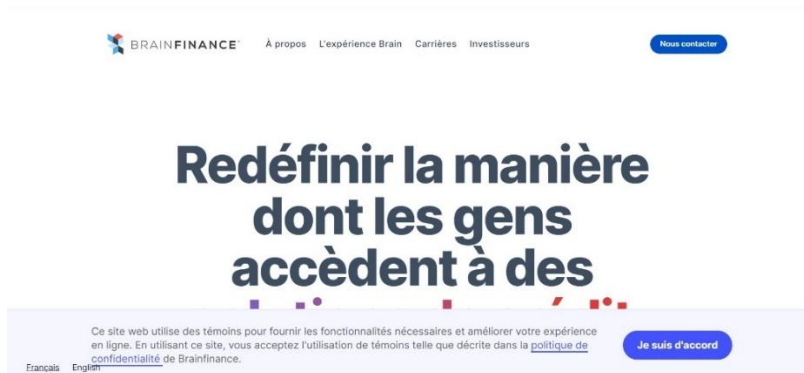 BRAINFINANCE
À propos L'expérience Brain Carrières Investisseurs
Nous contacter
Redéfinir la manière
dont les gens
accèdent à des
Ce site web utilise des témoins pour fournir les fonctionnalités nécessaires et améliorer votre expérience
en ligne. En utilisant ce site, vous acceptez l'utilisation de témoins telle que décrite dans la politique de
confidentialité de Brainfinance.
Je suis d'accord
Français English